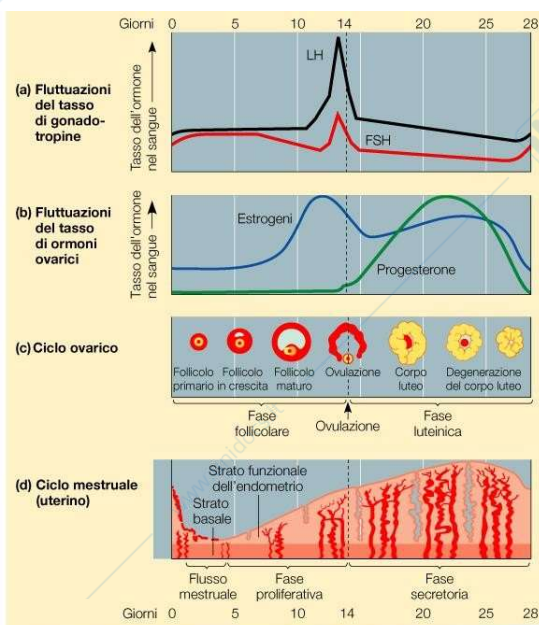 Giorni 0 5 10 14 20 25 28
(a) Fluttuazioni
del tasso
di gonado-
tropine
Tasso dell'ormone
nel sangue
LH
FSH
(b) Fluttuazioni
del tasso
di ormoni
ovarici
Tasso dell'ormone
nel sangue
Estrogeni
Progesterone
(c) Ciclo ovarico
Follicolo
primario
Follicolo
in crescita
Follicolo
maturo
Ovulazione
Corpo
luteo
Degenerazione
del corpo luteo
Fase
follicolare
Ovulazione
Fase
luteinica
(d) Ciclo mestruale
(uterino)
Strato funzionale
dell'endometrio
Strato
basale
Flusso
mestruale
Fase
proliferativa
Fase
secretoria
Giorni 0 5 10 14 20 25 28